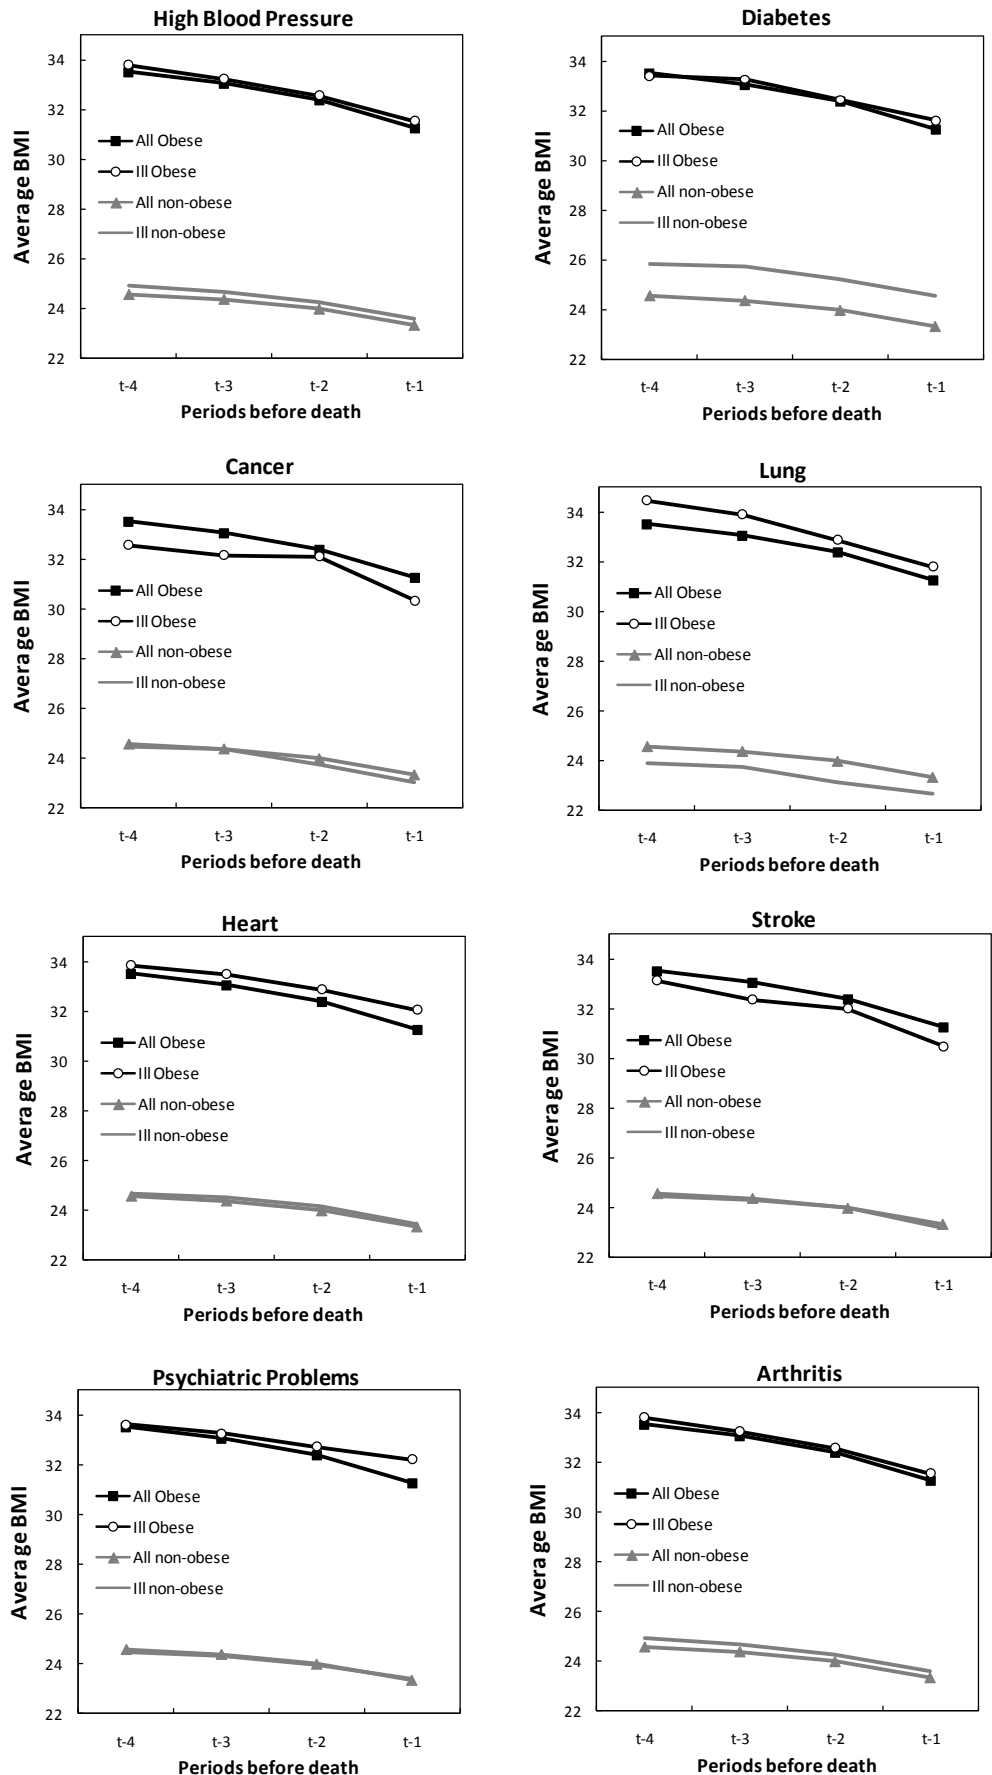 High Blood Pressure
Average BMI
34
32
30
28
26
24
22
All Obese
Ill Obese
All non-obese
Ill non-obese
t-4 t-3 t-2 t-1
Periods before death
Diabetes
Average BMI
34
32
30
28
26
24
22
All Obese
Ill Obese
All non-obese
Ill non-obese
t-4 t-3 t-2 t-1
Periods before death
Cancer
Average BMI
34
32
30
28
26
24
22
All Obese
Ill Obese
All non-obese
Ill non-obese
t-4 t-3 t-2 t-1
Periods before death
Lung
Average BMI
34
32
30
28
26
24
22
All Obese
Ill Obese
All non-obese
Ill non-obese
t-4 t-3 t-2 t-1
Periods before death
Heart
Average BMI
34
32
30
28
26
24
22
All Obese
Ill Obese
All non-obese
Ill non-obese
t-4 t-3 t-2 t-1
Periods before death
Stroke
Average BMI
34
32
30
28
26
24
22
All Obese
Ill Obese
All non-obese
Ill non-obese
t-4 t-3 t-2 t-1
Periods before death
Psychiatric Problems
Average BMI
34
32
30
28
26
24
22
All Obese
Ill Obese
All non-obese
Ill non-obese
t-4 t-3 t-2 t-1
Periods before death
Arthritis
Average BMI
34
32
30
28
26
24
22
All Obese
Ill Obese
All non-obese
Ill non-obese
t-4 t-3 t-2 t-1
Periods before death